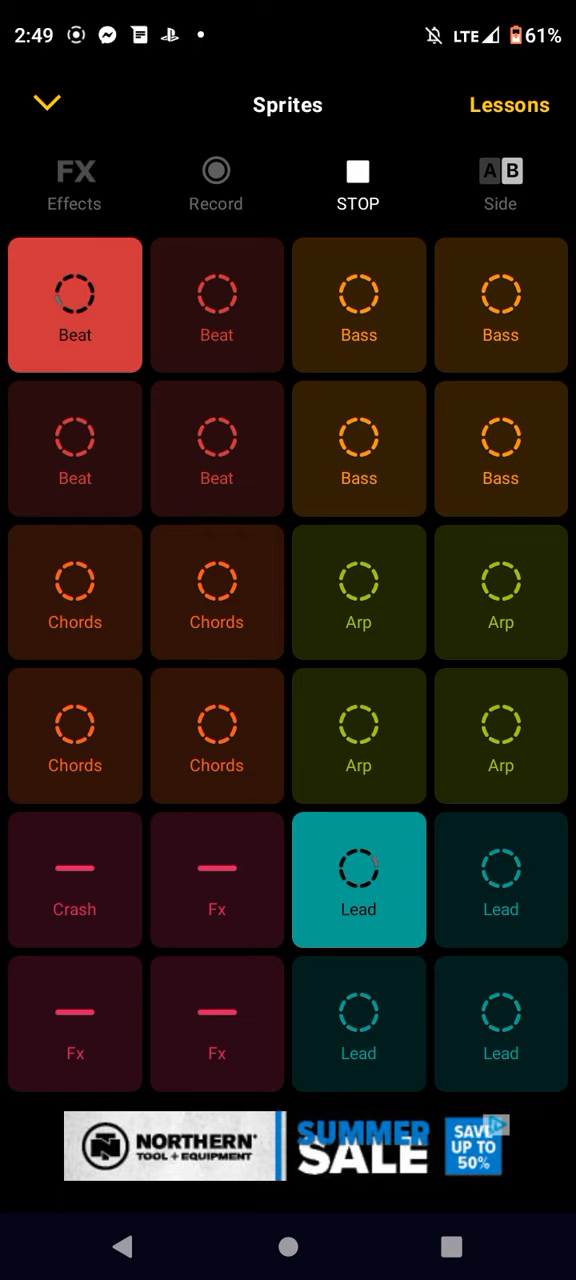 2:49 LTE 61%
Sprites Lessons
FX A B
Effects Record STOP Side
Beat Beat Bass Bass
Beat Beat Bass Bass
Chords Chords Arp Arp
Chords Chords Arp Arp
Crash Fx Lead Lead
Fx Fx Lead Lead
N NORTHERN
TOOL + EQUIPMENT
SUMMER
SALE
SAVE
UP TO
50%